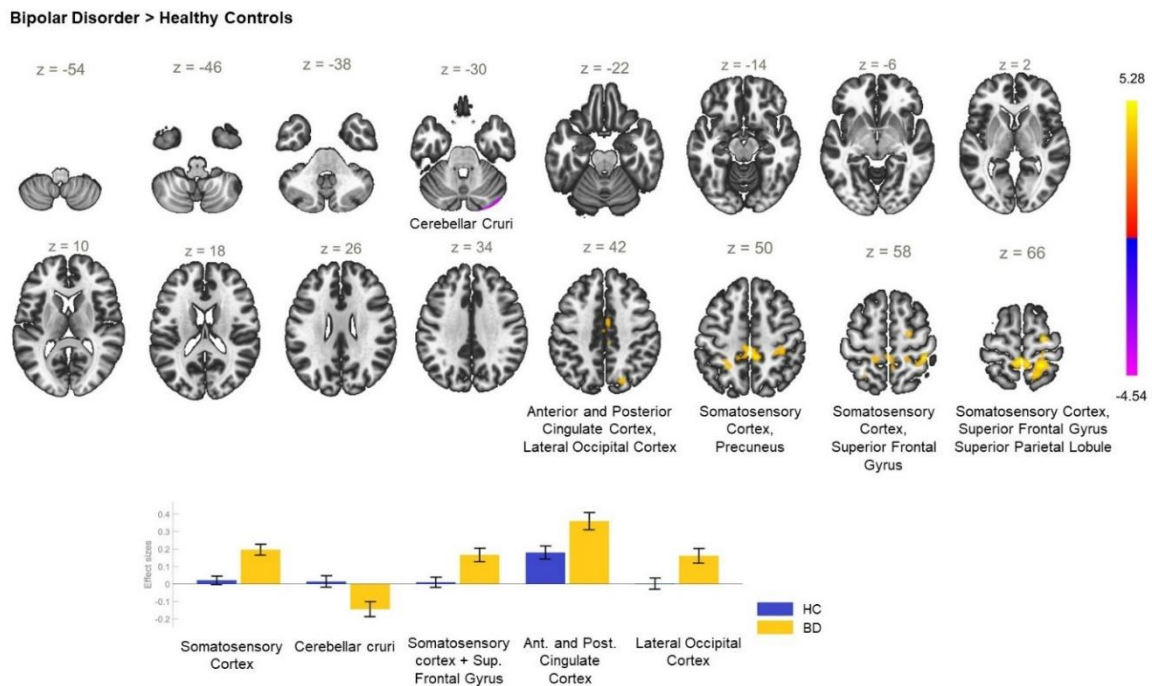 Bipolar Disorder > Healthy Controls
z = -54
z = -46
z = -38
z = -30
z = -22
z = -14
z = -6
z = 2
5.28
Cerebellar Cruri
z = 10
z = 18
z = 26
z = 34
z = 42
z = 50
z = 58
z = 66
-4.54
Anterior and Posterior
Cingulate Cortex,
Lateral Occipital Cortex
Somatosensory
Cortex,
Precuneus
Somatosensory
Cortex,
Superior Frontal
Gyrus
Somatosensory Cortex,
Superior Frontal Gyrus
Superior Parietal Lobule
Effect sizes
0.4
0.3
0.2
0.1
0
-0.1
-0.2
HC
BD
Somatosensory
Cortex
Cerebellar cruri
Somatosensory
cortex + Sup.
Frontal Gyrus
Ant. and Post.
Cingulate
Cortex
Lateral Occipital
Cortex